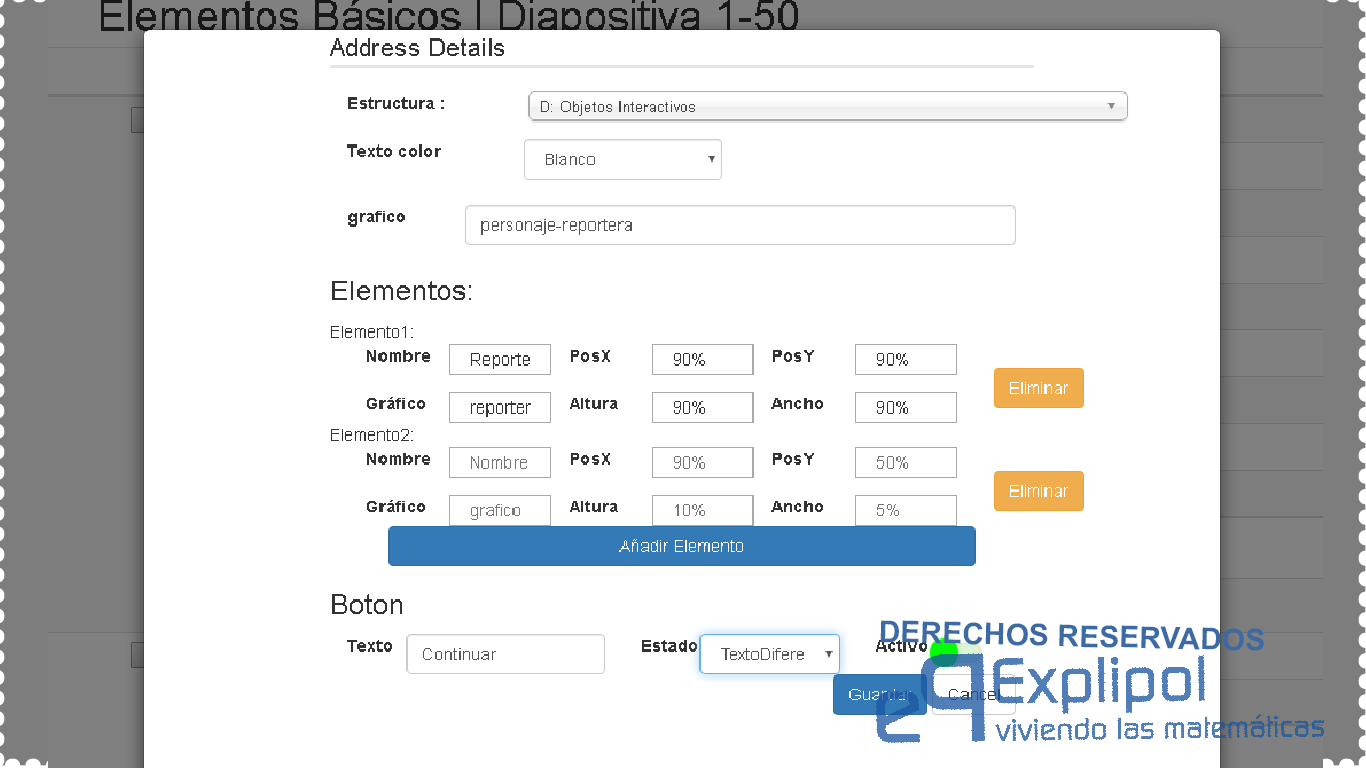 Elementos Básicos | Diapositiva 1-50
Address Details
Estructura : D: Objetos Interactivos
Texto color Blanco
grafico personaje-reportera
Elementos:
Elemento1:
Nombre Reporte PosX 90% PosY 90%
Eliminar
Gráfico reporter Altura 90% Ancho 90%
Elemento2:
Nombre Nombre PosX 90% PosY 50%
Eliminar
Gráfico grafico Altura 10% Ancho 5%
Añadir Elemento
Boton
Texto Continuar Estado TextoDifere Activo
DERECHOS RESERVADOS
Guardar Cancel
eP Explipol
viviendo las matemáticas